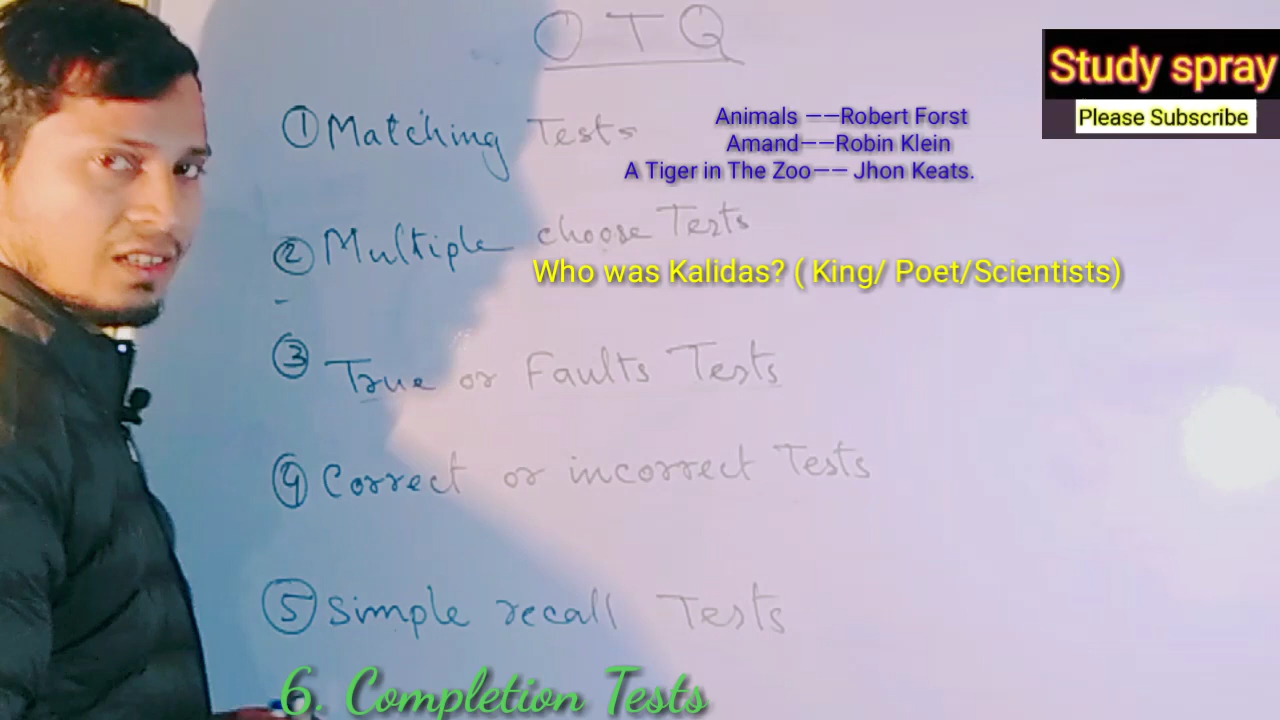 O T Q
Study spray
Please Subscribe
① Matching Tests
Animals ——Robert Forst
Amand——Robin Klein
A Tiger in The Zoo—— Jhon Keats.
② Multiple choose Tests
Who was Kalidas? ( King/ Poet/Scientists)
③ True or Faults Tests
④ Correct or incorrect Tests
⑤ Simple recall Tests
6. Completion Tests